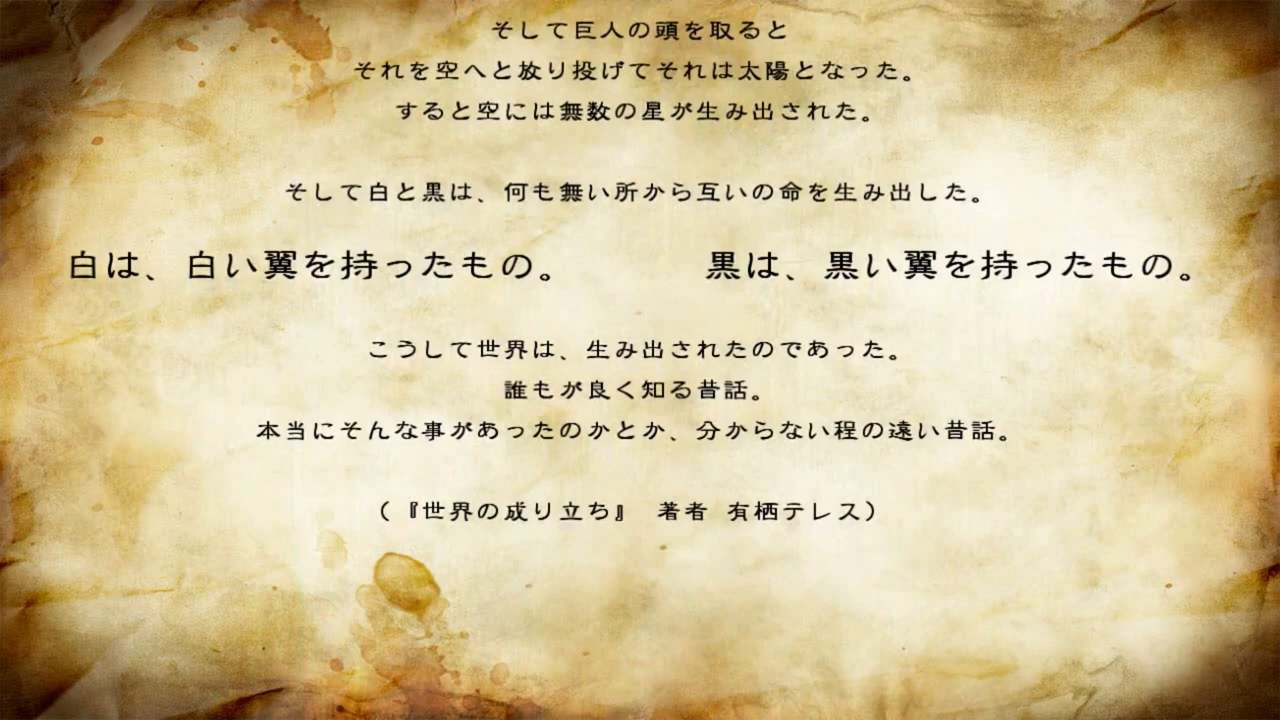 そして巨人の頭を取ると
それを空へと放り投げてそれは太陽となった。
すると空には無数の星が生み出された。
そして白と黒は、何も無い所から互いの命を生み出した。
白は、白い翼を持ったもの。 黒は、黒い翼を持ったもの。
こうして世界は、生み出されたのであった。
誰もが良く知る昔話。
本当にそんな事があったのかとか、分からない程の遠い昔話。
（『世界の成り立ち』 著者 有栖テレス）